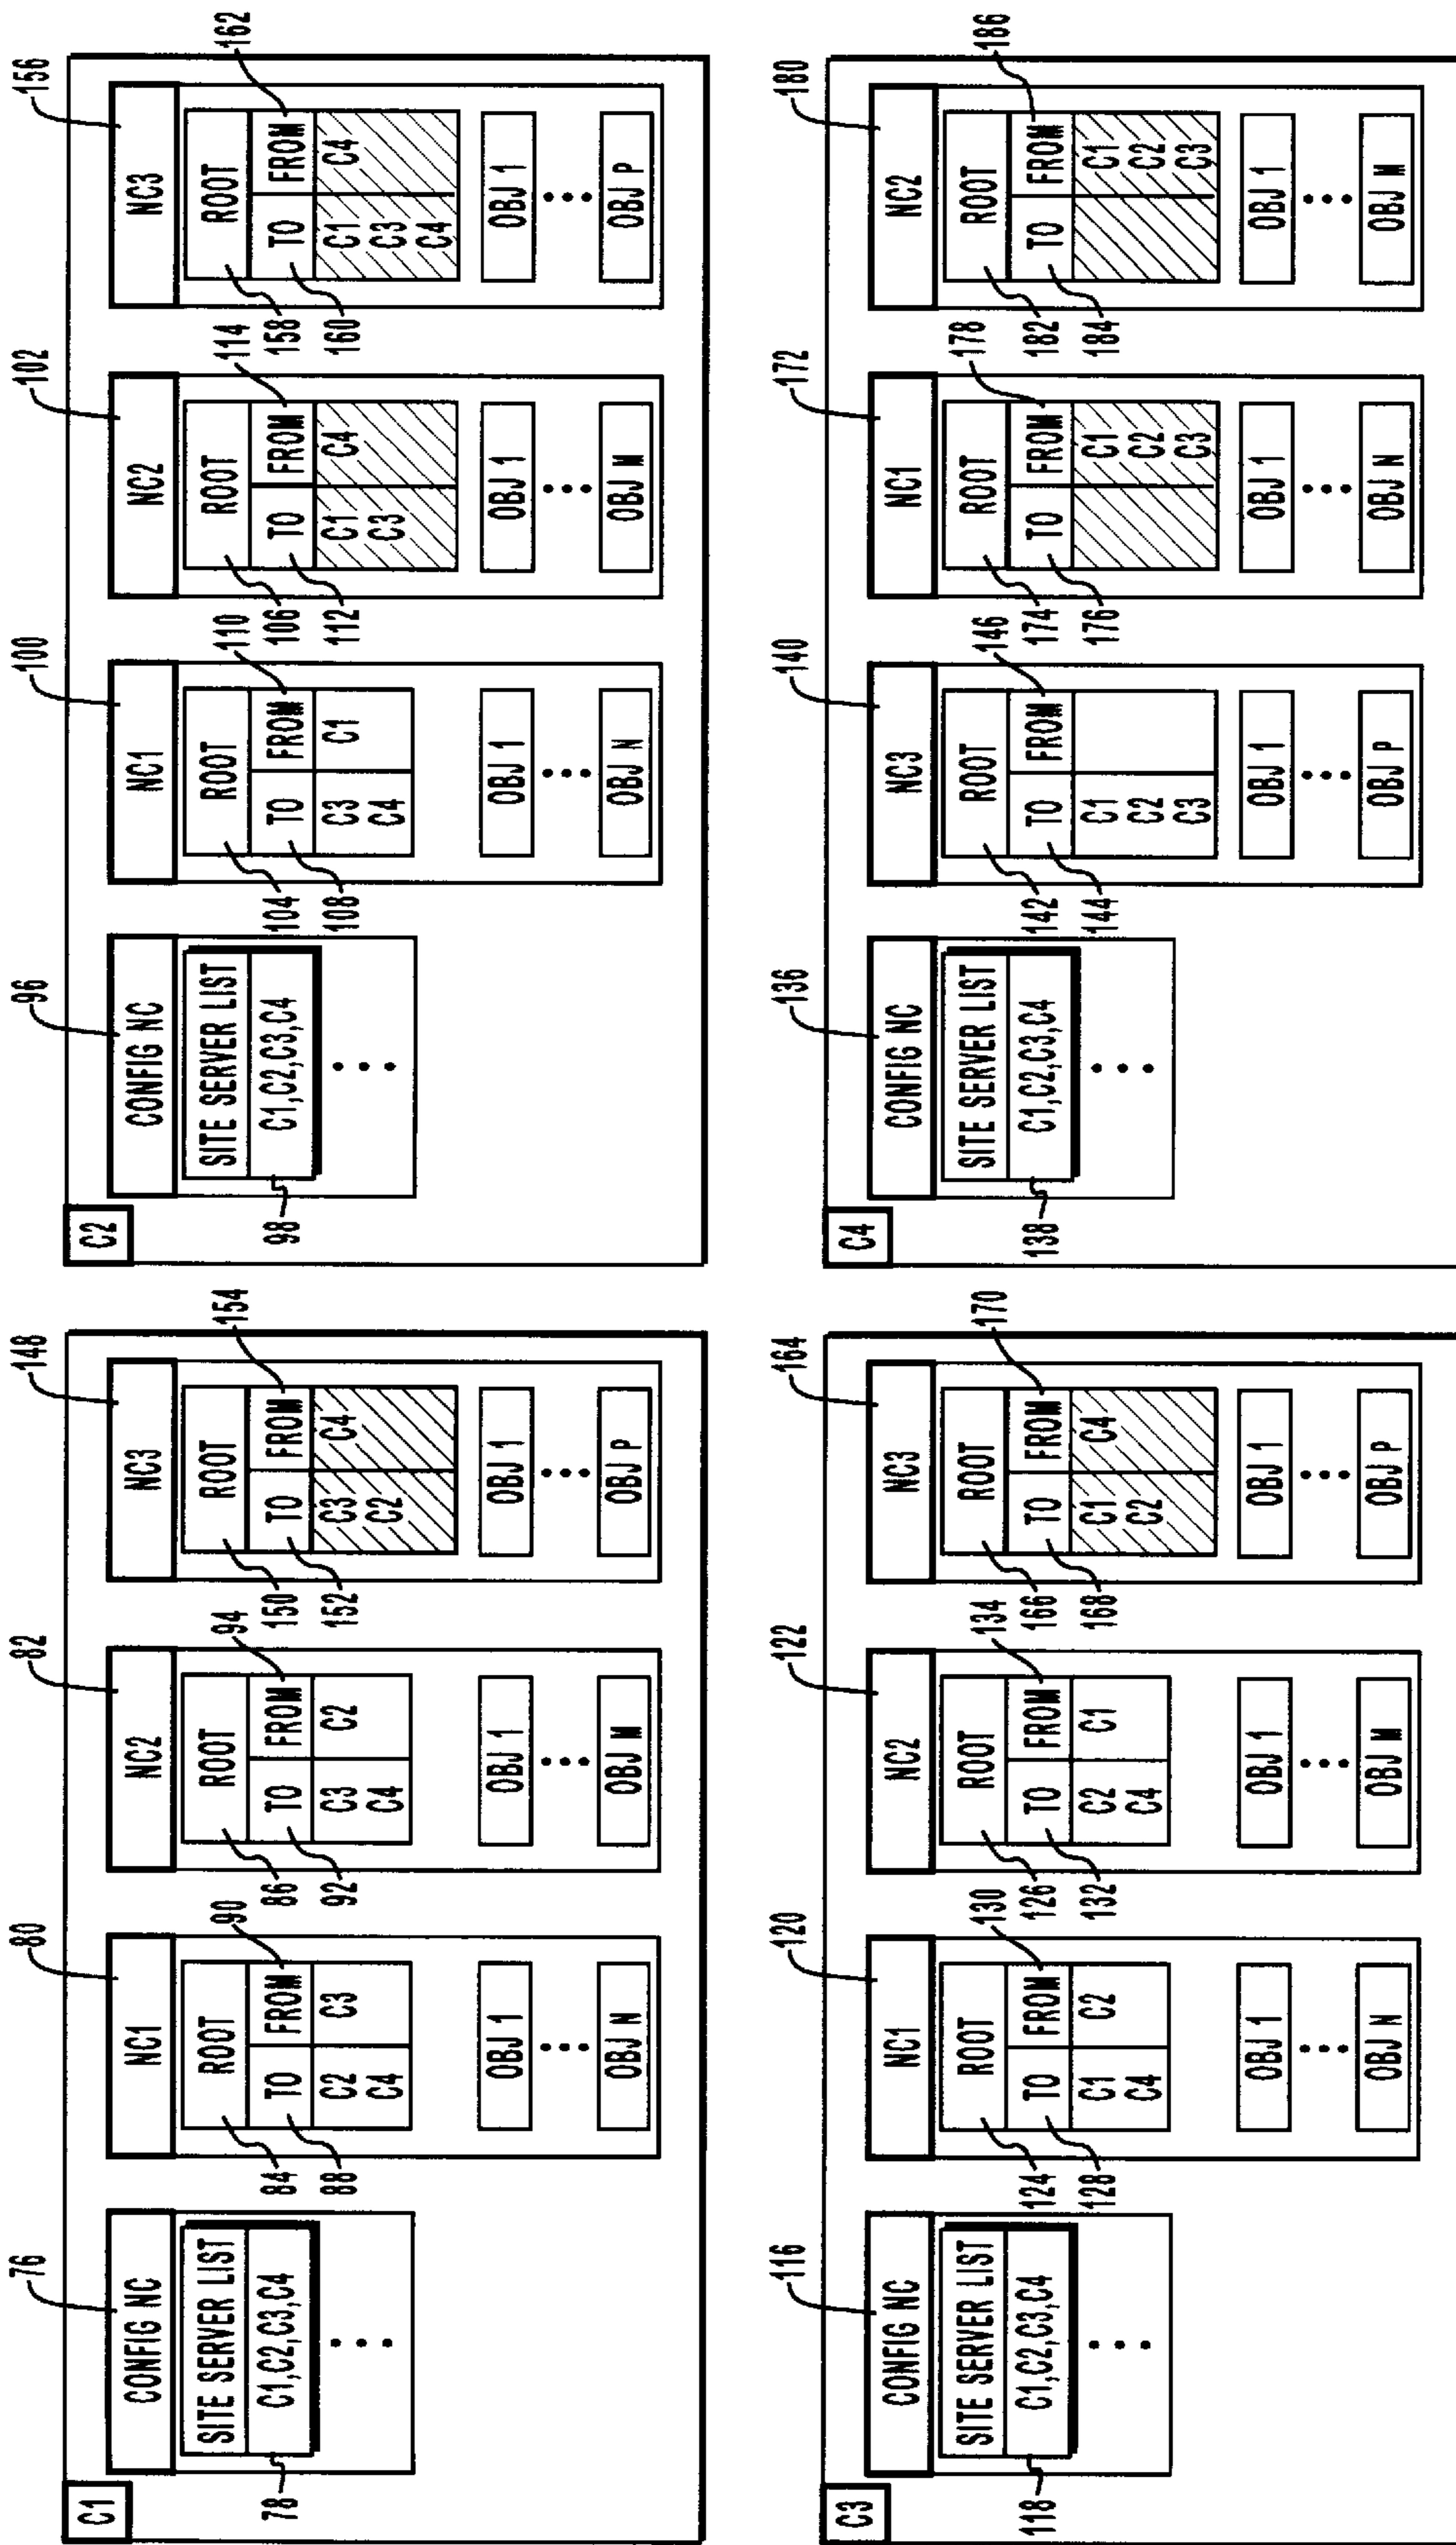 C1
76
CONFIG NC
SITE SERVER LIST
C1,C2,C3,C4
78
80
NC1
ROOT
TO FROM
C2 C3
C4
84
88
90
OBJ 1
OBJ N
82
NC2
ROOT
TO FROM
C3 C2
C4
86
92
94
OBJ 1
OBJ M
148
NC3
ROOT
TO FROM
C3 C4
C2
150
152
154
OBJ 1
OBJ P
C2
96
CONFIG NC
SITE SERVER LIST
C1,C2,C3,C4
98
100
NC1
ROOT
TO FROM
C3 C1
C4
104
108
110
OBJ 1
OBJ N
102
NC2
ROOT
TO FROM
C1 C4
C3
106
112
114
OBJ 1
OBJ M
156
NC3
ROOT
TO FROM
C1 C4
C3
C4
158
160
162
OBJ 1
OBJ P
C3
116
CONFIG NC
SITE SERVER LIST
C1,C2,C3,C4
118
120
NC1
ROOT
TO FROM
C1 C2
C4
124
128
130
OBJ 1
OBJ N
122
NC2
ROOT
TO FROM
C2 C1
C4
126
132
134
OBJ 1
OBJ M
164
NC3
ROOT
TO FROM
C1 C4
C2
166
168
170
OBJ 1
OBJ P
C4
136
CONFIG NC
SITE SERVER LIST
C1,C2,C3,C4
138
140
NC3
ROOT
TO FROM
C1
C2
C3
142
144
146
OBJ 1
OBJ P
172
NC1
ROOT
TO FROM
C1
C2
C3
174
176
178
OBJ 1
OBJ N
180
NC2
ROOT
TO FROM
C1
C2
C3
182
184
186
OBJ 1
OBJ M